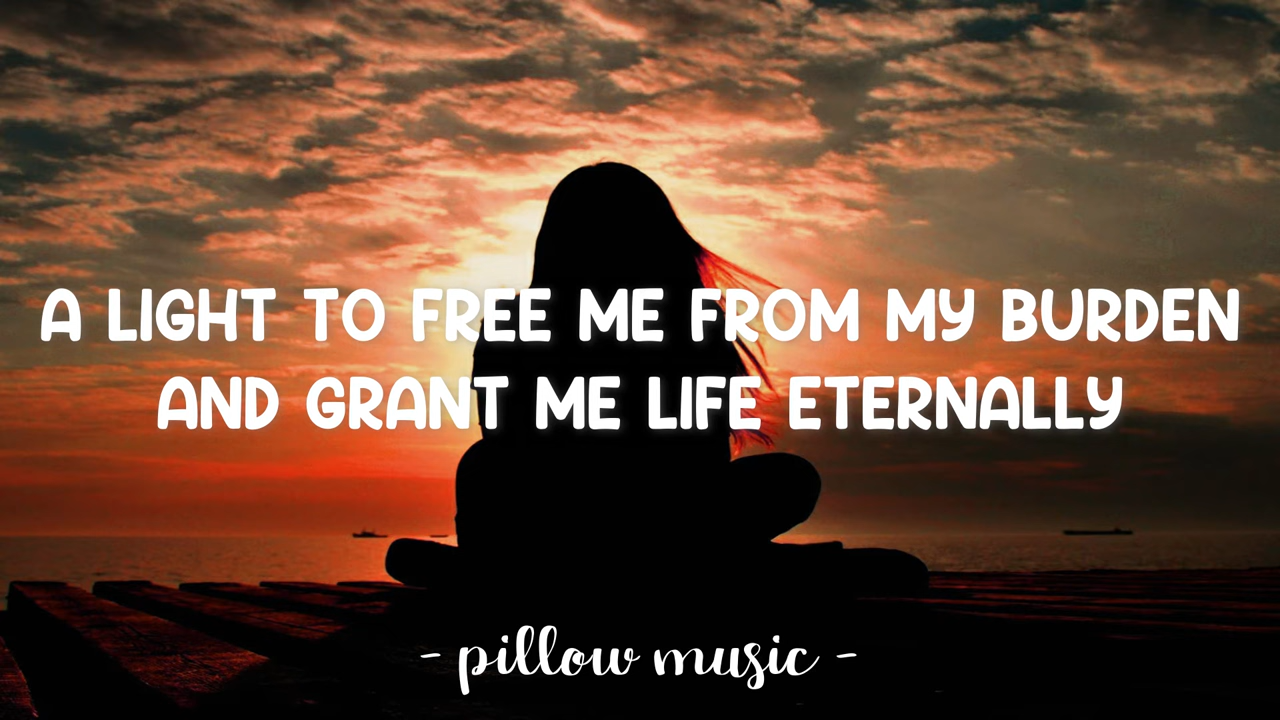 A LIGHT TO FREE ME FROM MY BURDEN
AND GRANT ME LIFE ETERNALLY
- pillow music -